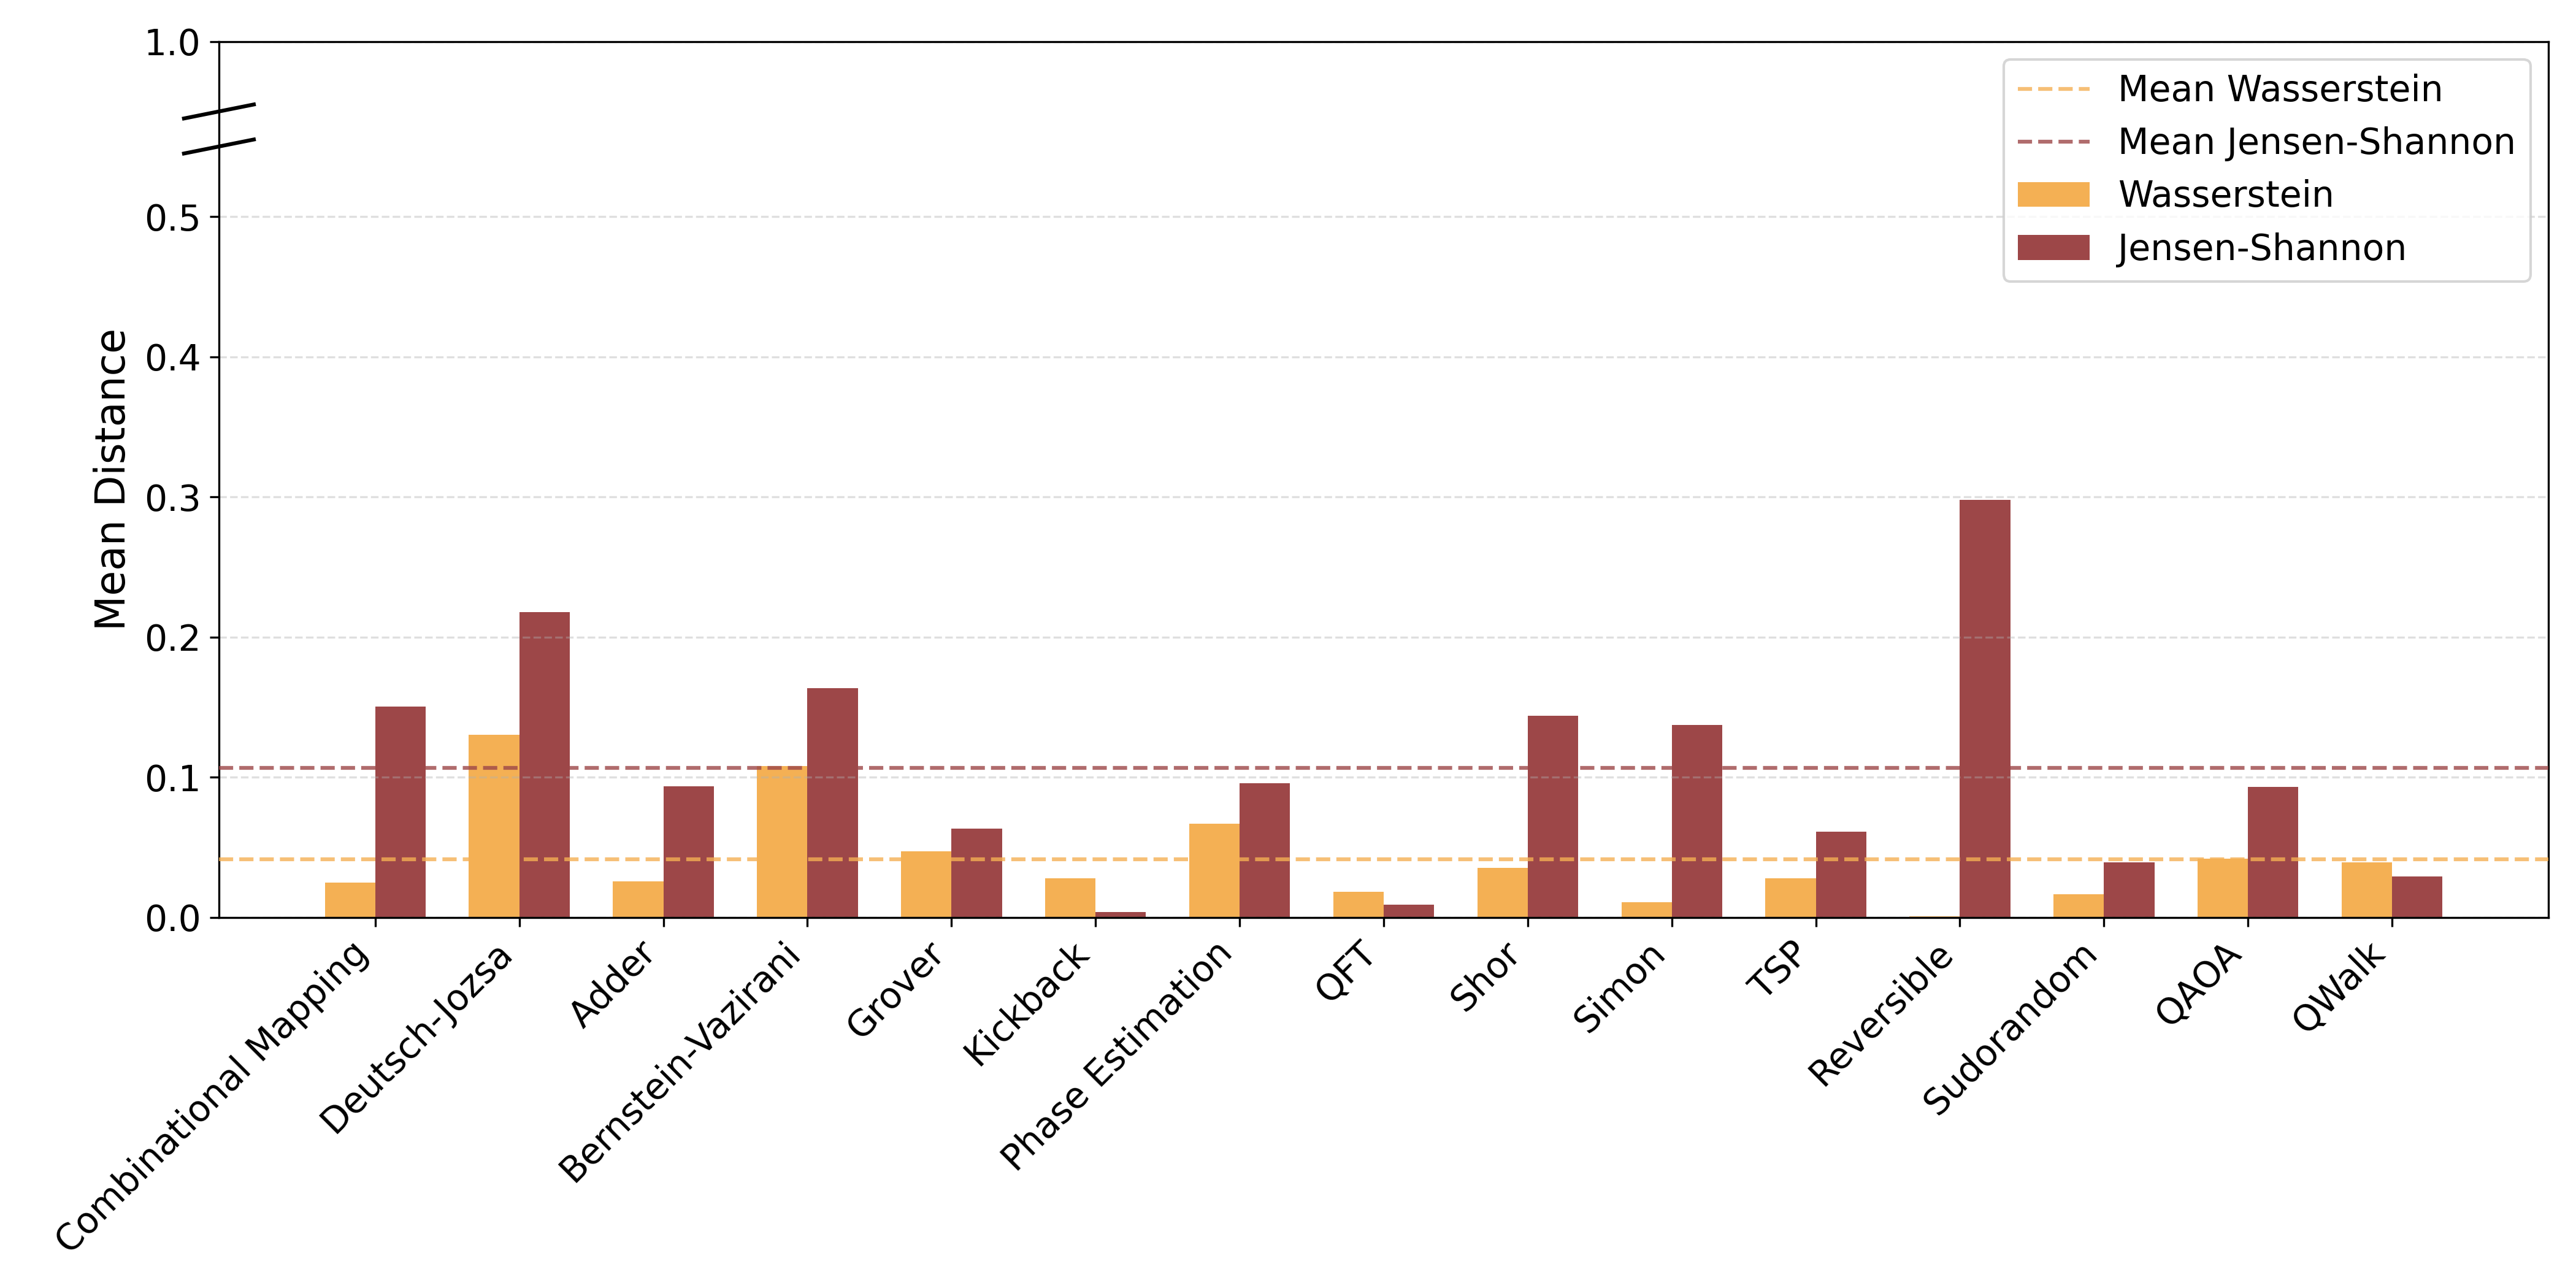 1.0
0.5
0.4
0.3
0.2
0.1
0.0
Mean Distance
Mean Wasserstein
Mean Jensen-Shannon
Wasserstein
Jensen-Shannon
Combinational Mapping
Deutsch-Jozsa
Adder
Bernstein-Vazirani
Grover
Kickback
Phase Estimation
QFT
Shor
Simon
TSP
Reversible
Sudorandom
QAOA
QWalk